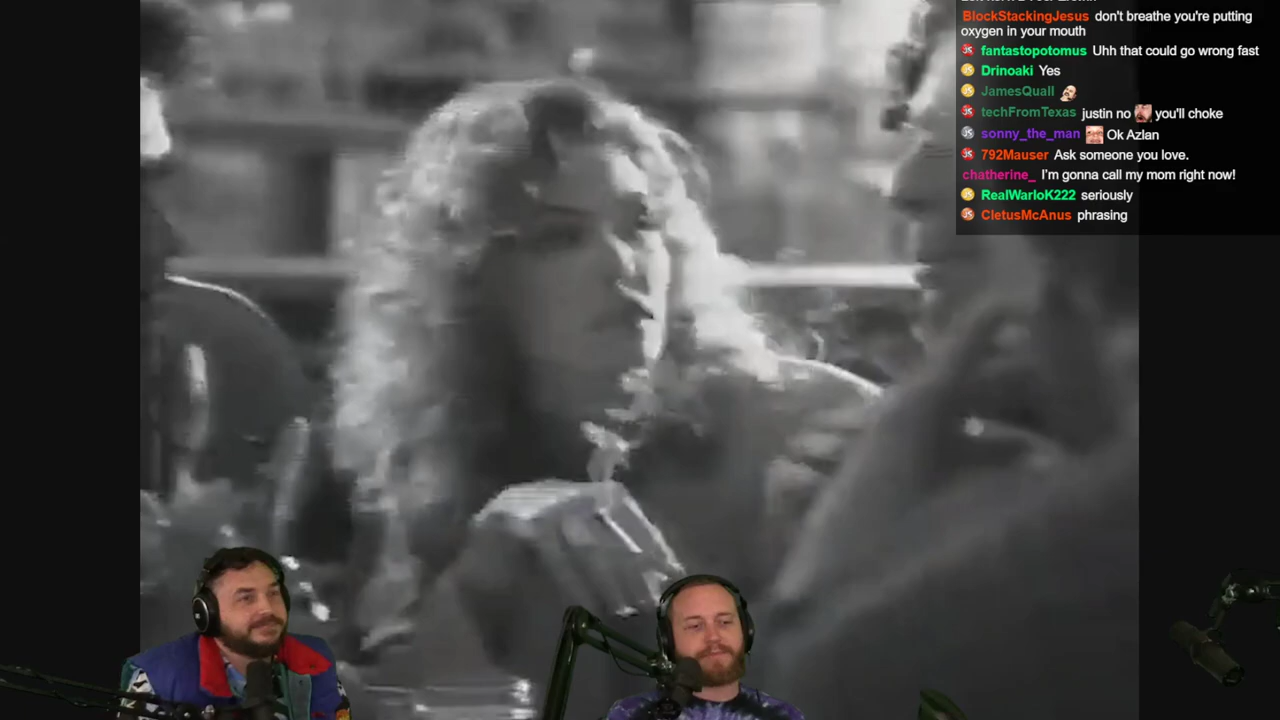 BlockStackingJesus don't breathe you're putting
oxygen in your mouth
fantastopotomus Uhh that could go wrong fast
Drinoaki Yes
JamesQuall
techFromTexas justin no you'll choke
sonny_the_man Ok Azlan
792Mauser Ask someone you love.
chatherine_ I'm gonna call my mom right now!
RealWarloK222 seriously
CletusMcAnus phrasing